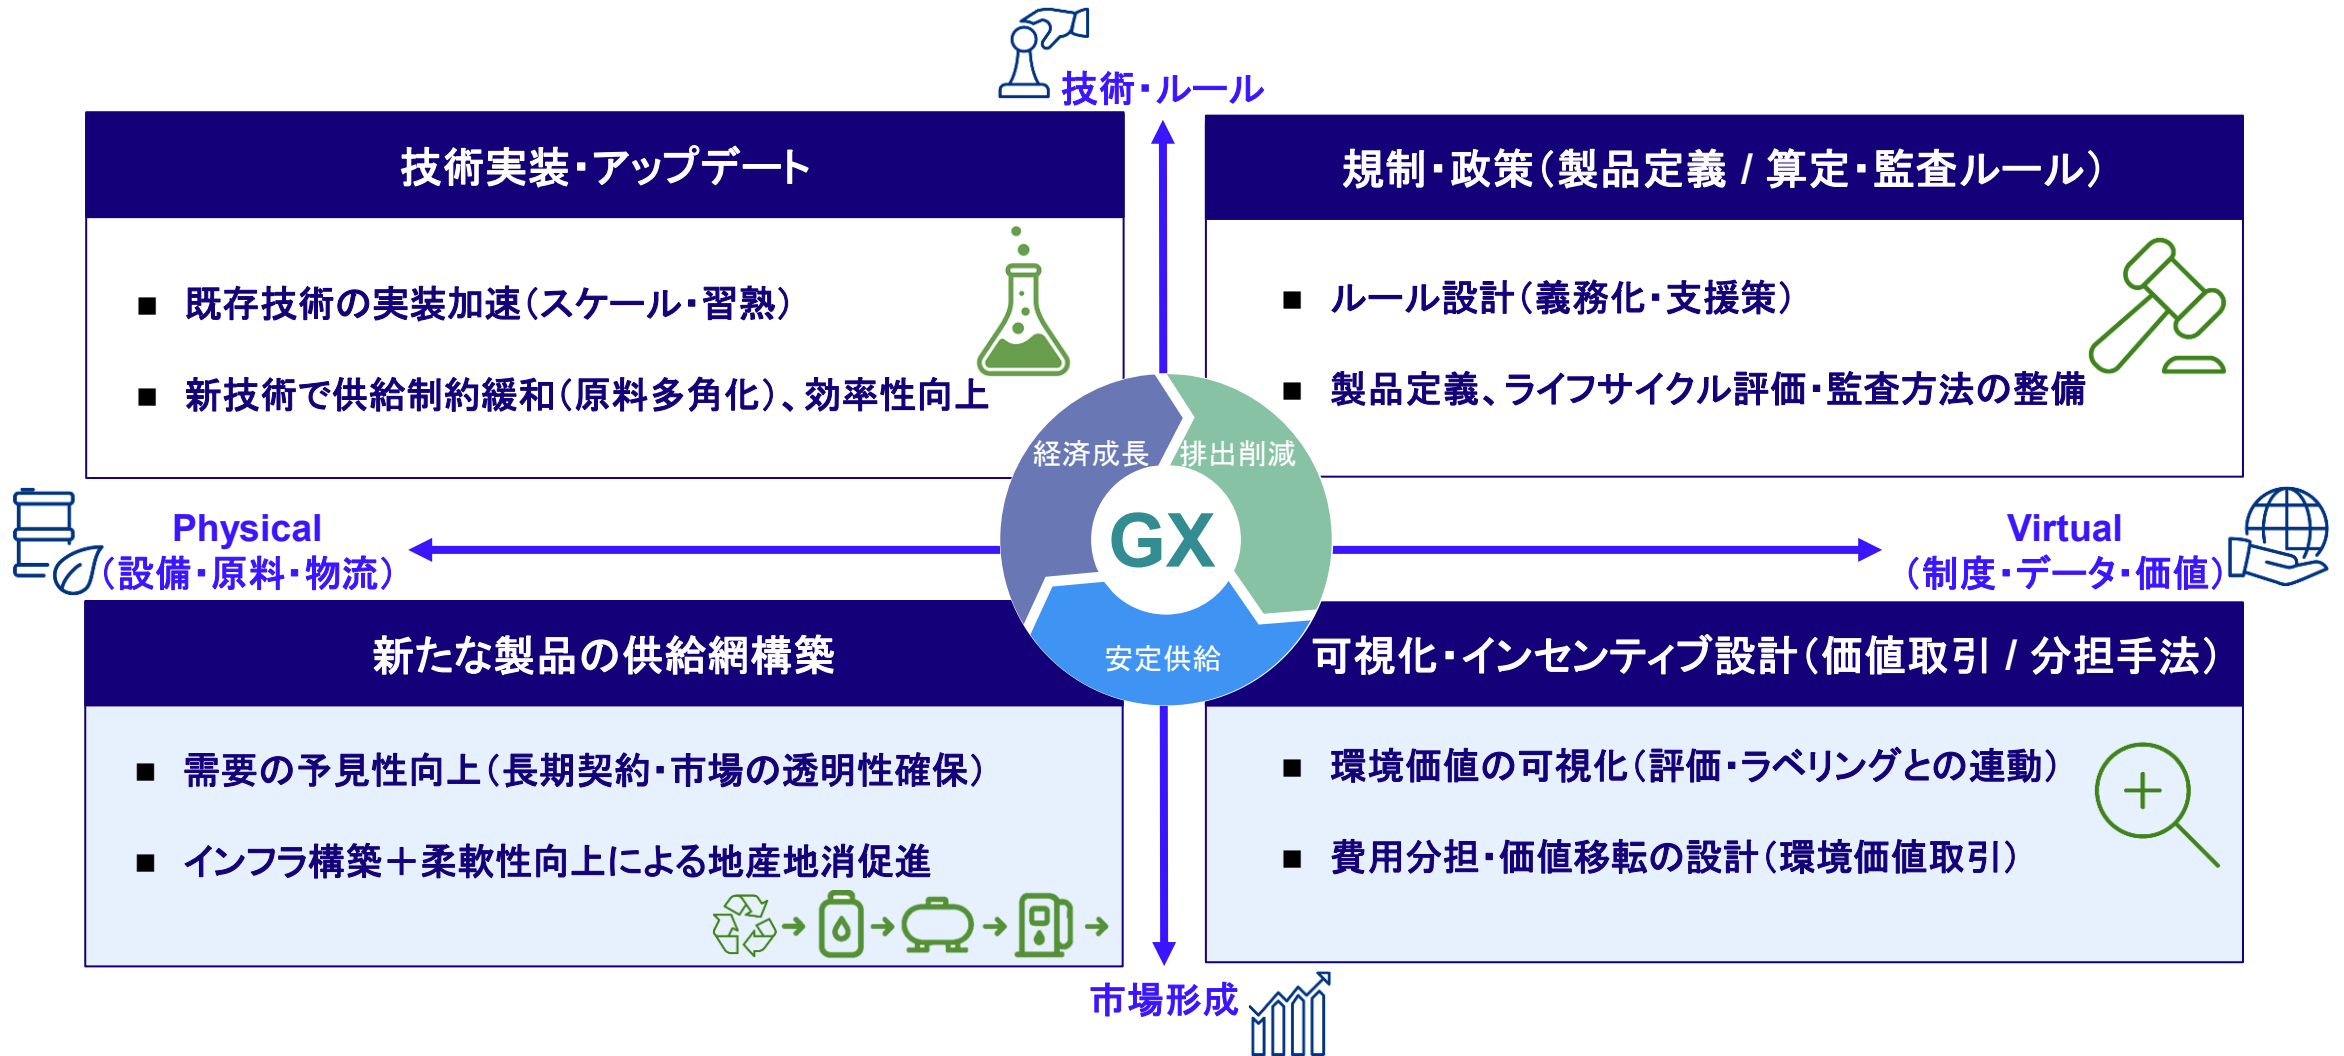 技術・ルール
技術実装・アップデート
既存技術の実装加速（スケール・習熟）
新技術で供給制約緩和（原料多角化）、効率性向上
規制・政策（製品定義 / 算定・監査ルール）
ルール設計（義務化・支援策）
製品定義、ライフサイクル評価・監査方法の整備
経済成長
排出削減
GX
安定供給
Physical
（設備・原料・物流）
Virtual
（制度・データ・価値）
新たな製品の供給網構築
需要の予見性向上（長期契約・市場の透明性確保）
インフラ構築＋柔軟性向上による地産地消促進
可視化・インセンティブ設計（価値取引 / 分担手法）
環境価値の可視化（評価・ラベリングとの連動）
費用分担・価値移転の設計（環境価値取引）
市場形成